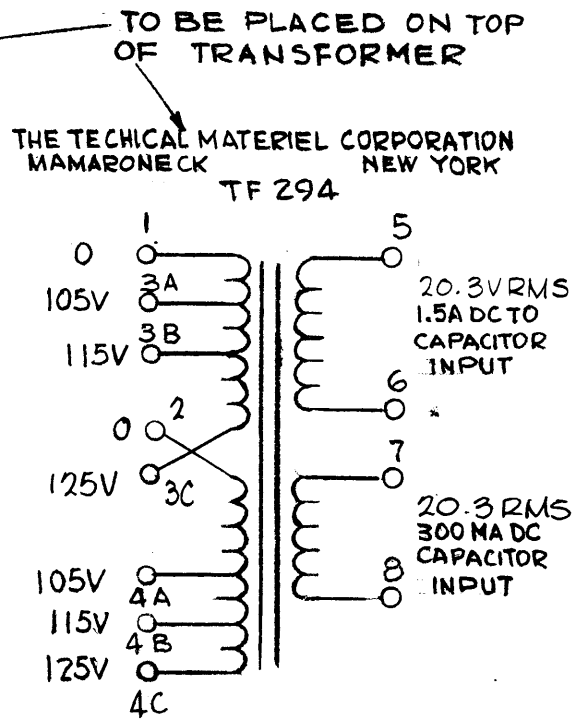 TO BE PLACED ON TOP
OF TRANSFORMER
THE TECHICAL MATERIEL CORPORATION
MAMARONECK NEW YORK
TF 294
1
0
3A
105V
3B
115V
2
0
125V
3C
105V
4A
115V
4B
125V
4C
5
20.3V RMS
1.5A DC TO
CAPACITOR
INPUT
6
7
20.3 RMS
300 MA DC
CAPACITOR
INPUT
8